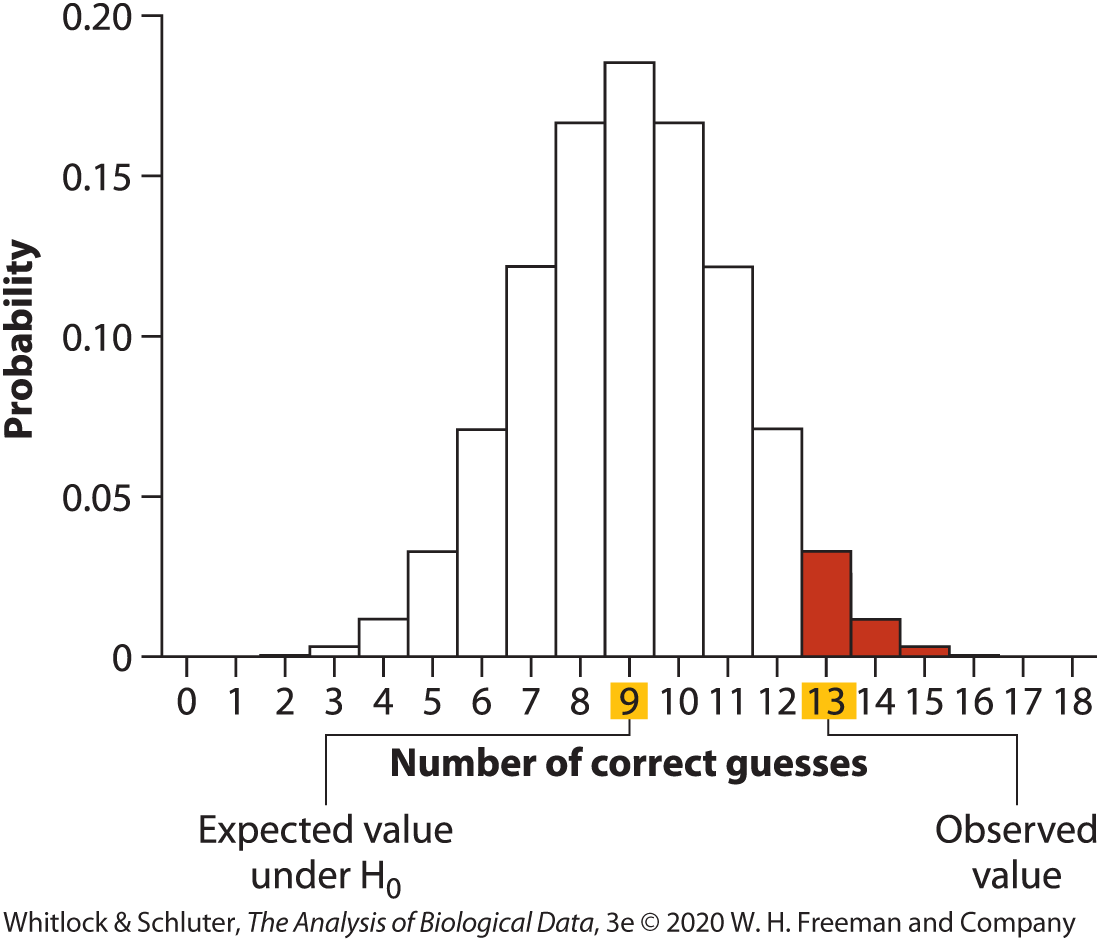 0.20
0.15
0.10
0.05
0
Probability
0 1 2 3 4 5 6 7 8 9 10 11 12 13 14 15 16 17 18
Number of correct guesses
Expected value
under H₀
Observed
value
Whitlock & Schluter, The Analysis of Biological Data, 3e © 2020 W. H. Freeman and Company